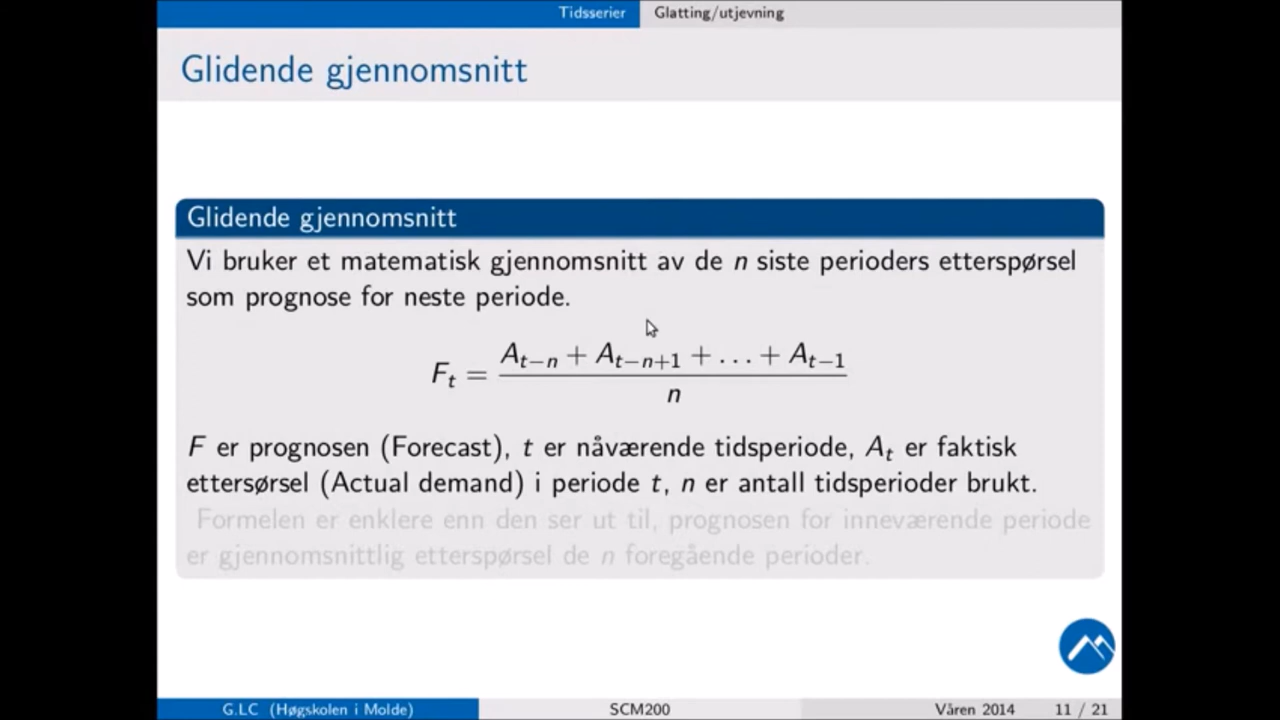 Tidsserier Glatting/utjevning
Glidende gjennomsnitt
Glidende gjennomsnitt
Vi bruker et matematisk gjennomsnitt av de n siste perioders etterspørsel
som prognose for neste periode.
F_t = \frac{A_{t-n} + A_{t-n+1} + \ldots + A_{t-1}}{n}
F er prognosen (Forecast), t er nåværende tidsperiode, A_t er faktisk
ettersørsel (Actual demand) i periode t, n er antall tidsperioder brukt.
Formelen er enklere enn den ser ut til, prognosen for inneværende periode
er gjennomsnittlig etterspørsel de n foregående perioder.
G.LC (Høgskolen i Molde) SCM200 Våren 2014 11 / 21